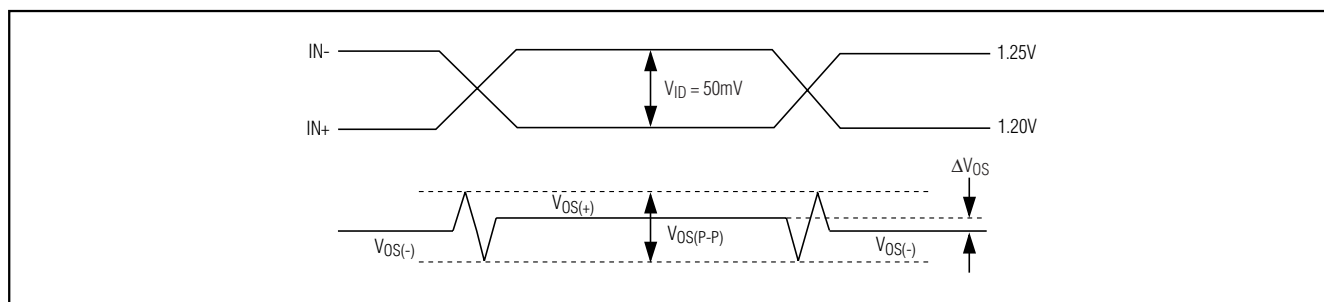 IN-
1.25V
V_ID = 50mV
IN+
1.20V
ΔV_OS
V_OS(+)
V_OS(-)
V_OS(P-P)
V_OS(-)